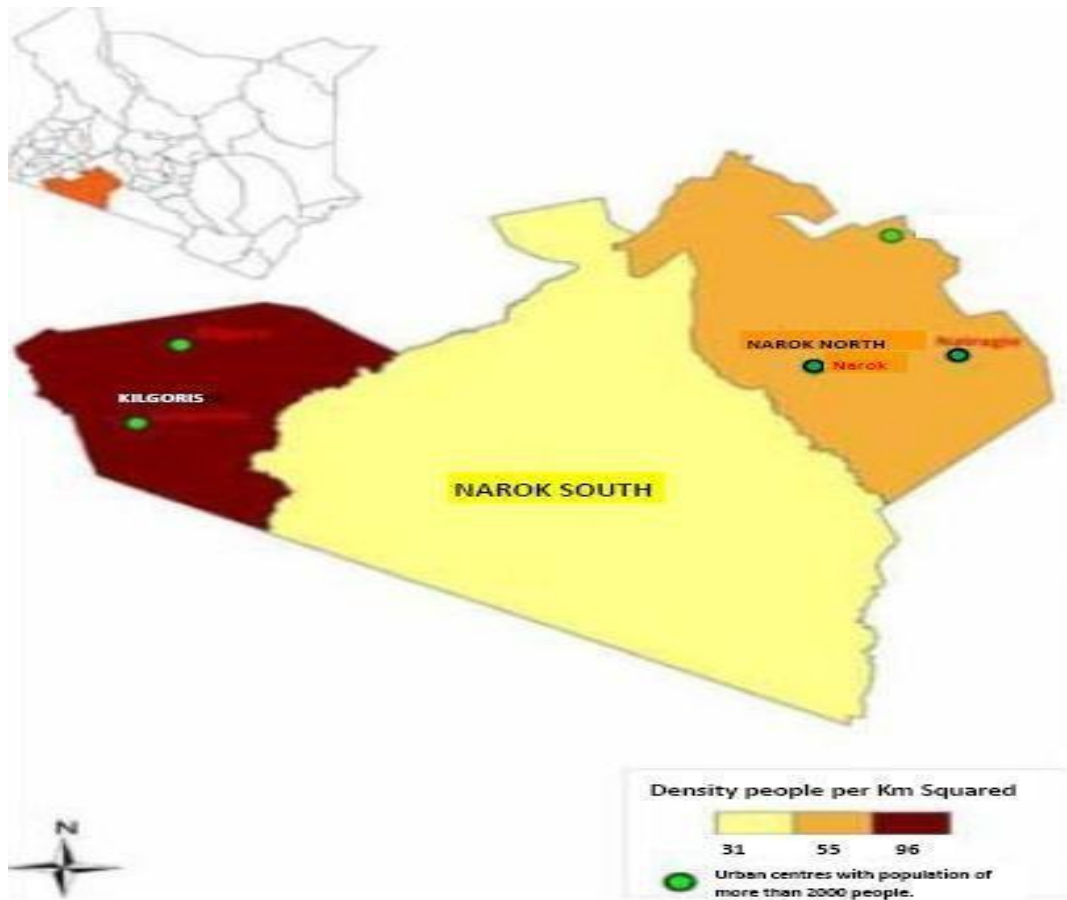 NAROK NORTH
Narok
KILGORIS
NAROK SOUTH
Density people per Km Squared
31 55 96
N
Urban centres with population of
more than 2000 people.